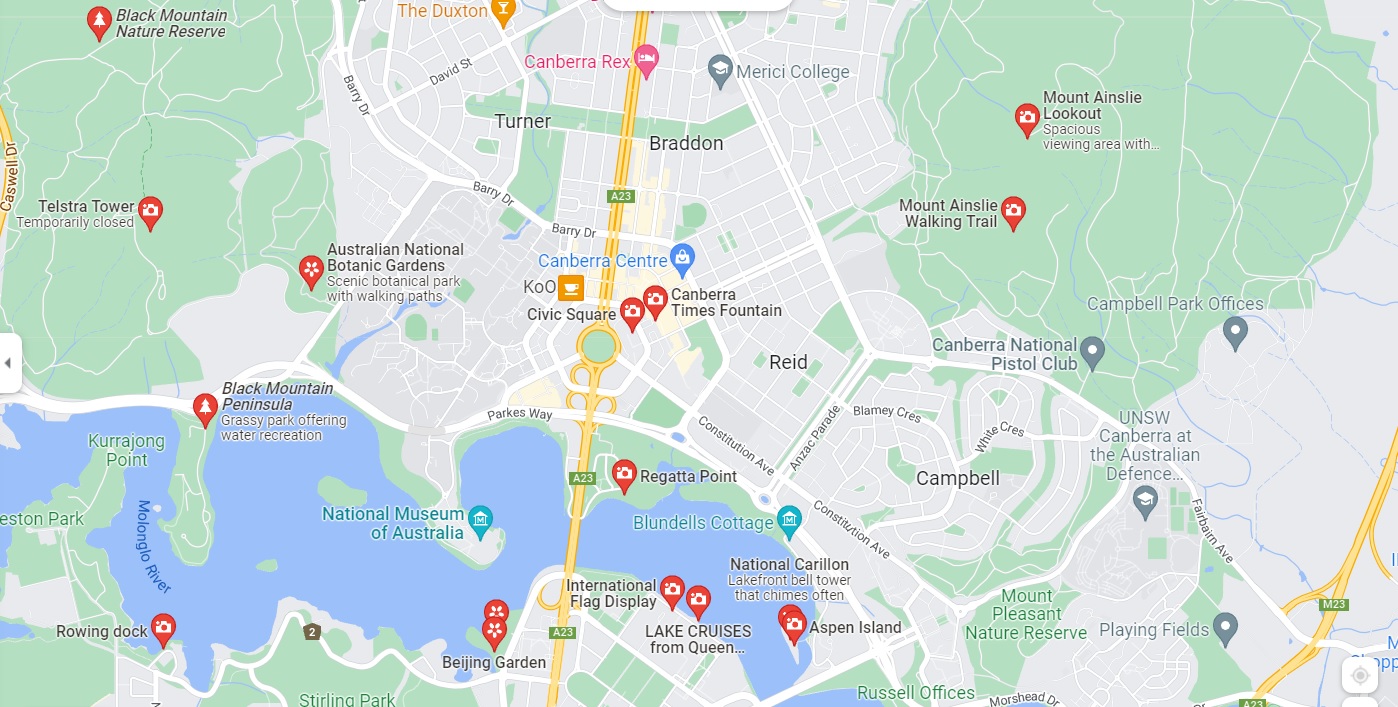 The Duxton
Black Mountain
Nature Reserve
David St
Canberra Rex
Merici College
Barry Dr
Mount Ainslie
Lookout
Spacious
viewing area with...
Turner
Braddon
Caswell Dr
Barry Dr
A23
Telstra Tower
Temporarily closed
Mount Ainslie
Walking Trail
Barry Dr
Australian National
Botanic Gardens
Scenic botanical park
with walking paths
Canberra Centre
KoO
Canberra
Times Fountain
Civic Square
Campbell Park Offices
Canberra National
Pistol Club
Reid
Black Mountain
Peninsula
Grassy park offering
water recreation
Parkes Way
Blamey Cres
Anzac Parade
White Cres
UNSW
Canberra at
the Australian
Defence...
Kurrajong
Point
Constitution Ave
Regatta Point
A23
Campbell
eston Park
Molonglo River
National Museum
of Australia
Blundells Cottage
Constitution Ave
Fairbairn Ave
International
Flag Display
National Carillon
Lakefront bell tower
that chimes often
Mount
Pleasant
Nature Reserve
M23
Rowing dock
2
A23
LAKE CRUISES
from Queen...
Aspen Island
Playing Fields
Beijing Garden
Stirling Park
Russell Offices
Morshead Dr
A23